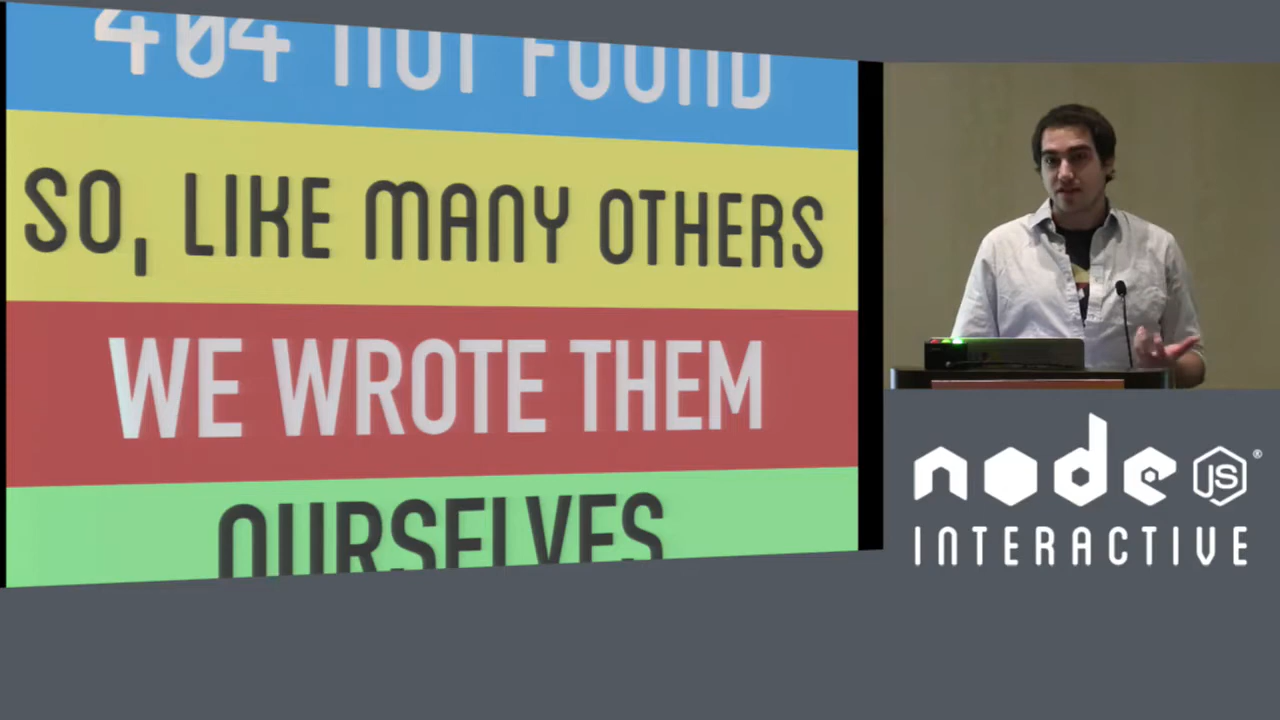 404 NOT FOUND
SO, LIKE MANY OTHERS
WE WROTE THEM
OURSELVES
node JS ®
INTERACTIVE